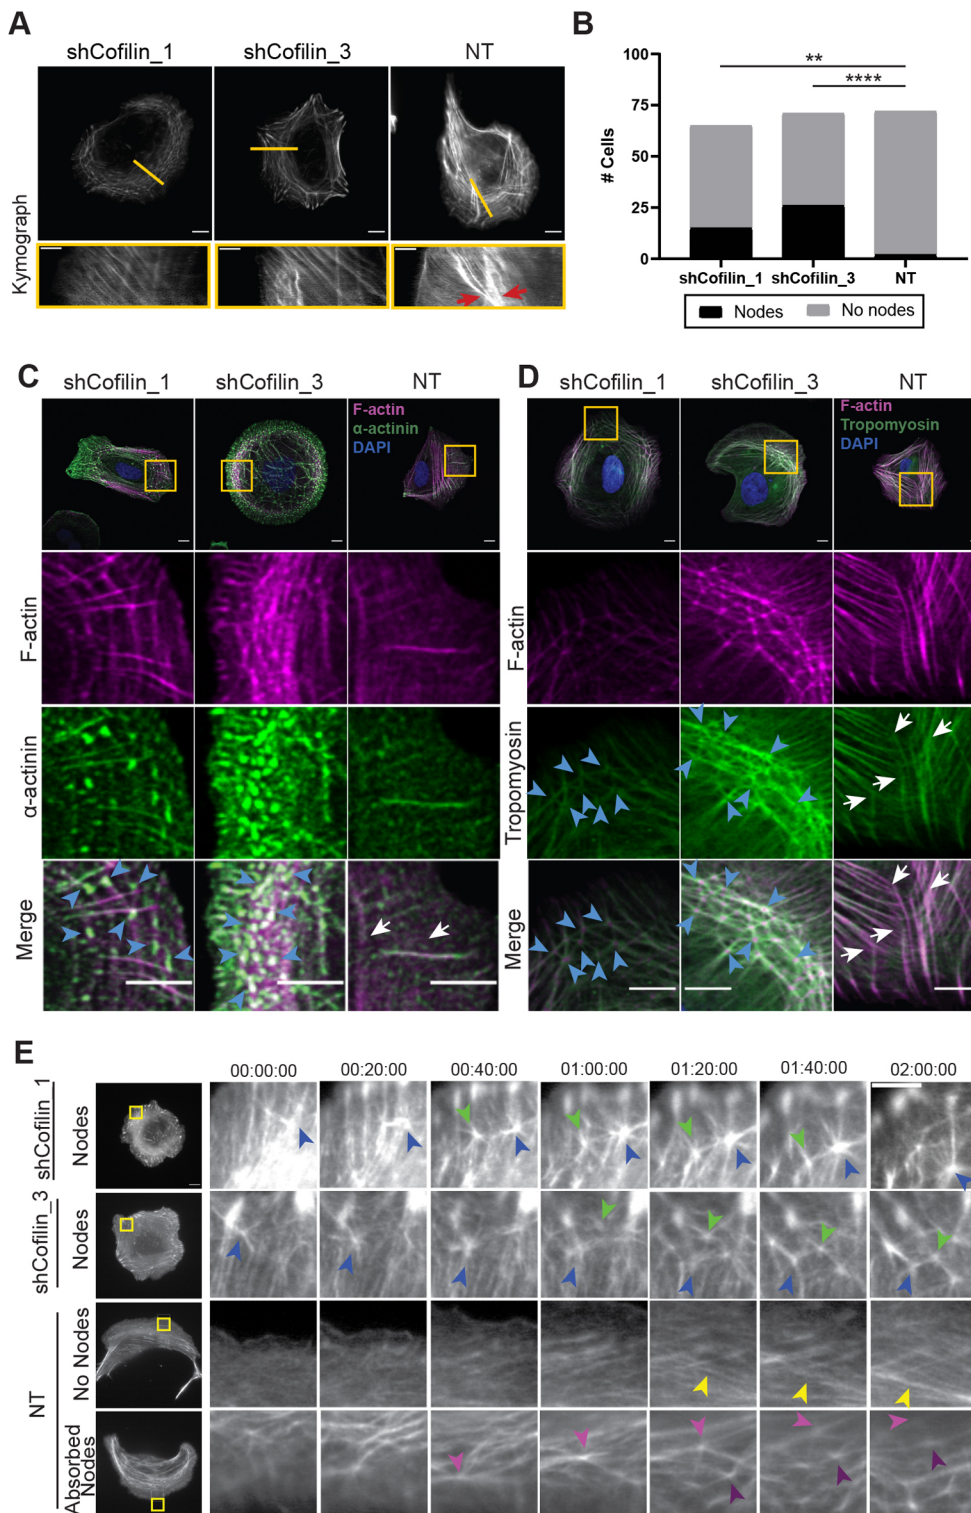 A
shCofilin_1 shCofilin_3 NT
Kymograph
B
100
75
50
25
0
# Cells
**
****
shCofilin_1 shCofilin_3 NT
Nodes No nodes
C
shCofilin_1 shCofilin_3 NT
F-actin
α-actinin
DAPI
F-actin
α-actinin
Merge
D
shCofilin_1 shCofilin_3 NT
F-actin
Tropomyosin
DAPI
F-actin
Tropomyosin
Merge
E
00:00:00 00:20:00 00:40:00 01:00:00 01:20:00 01:40:00 02:00:00
shCofilin_1
Nodes
shCofilin_3
Nodes
NT
No Nodes
Absorbed
Nodes